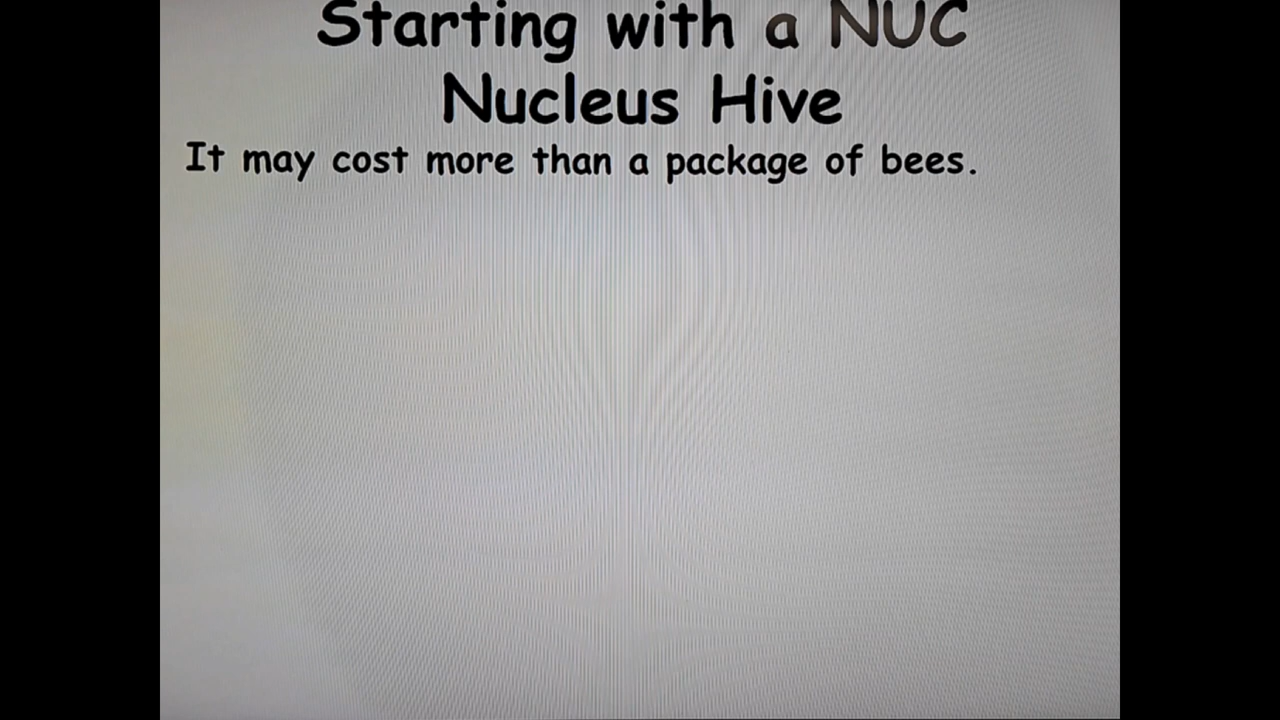 Starting with a NUC
Nucleus Hive
It may cost more than a package of bees.